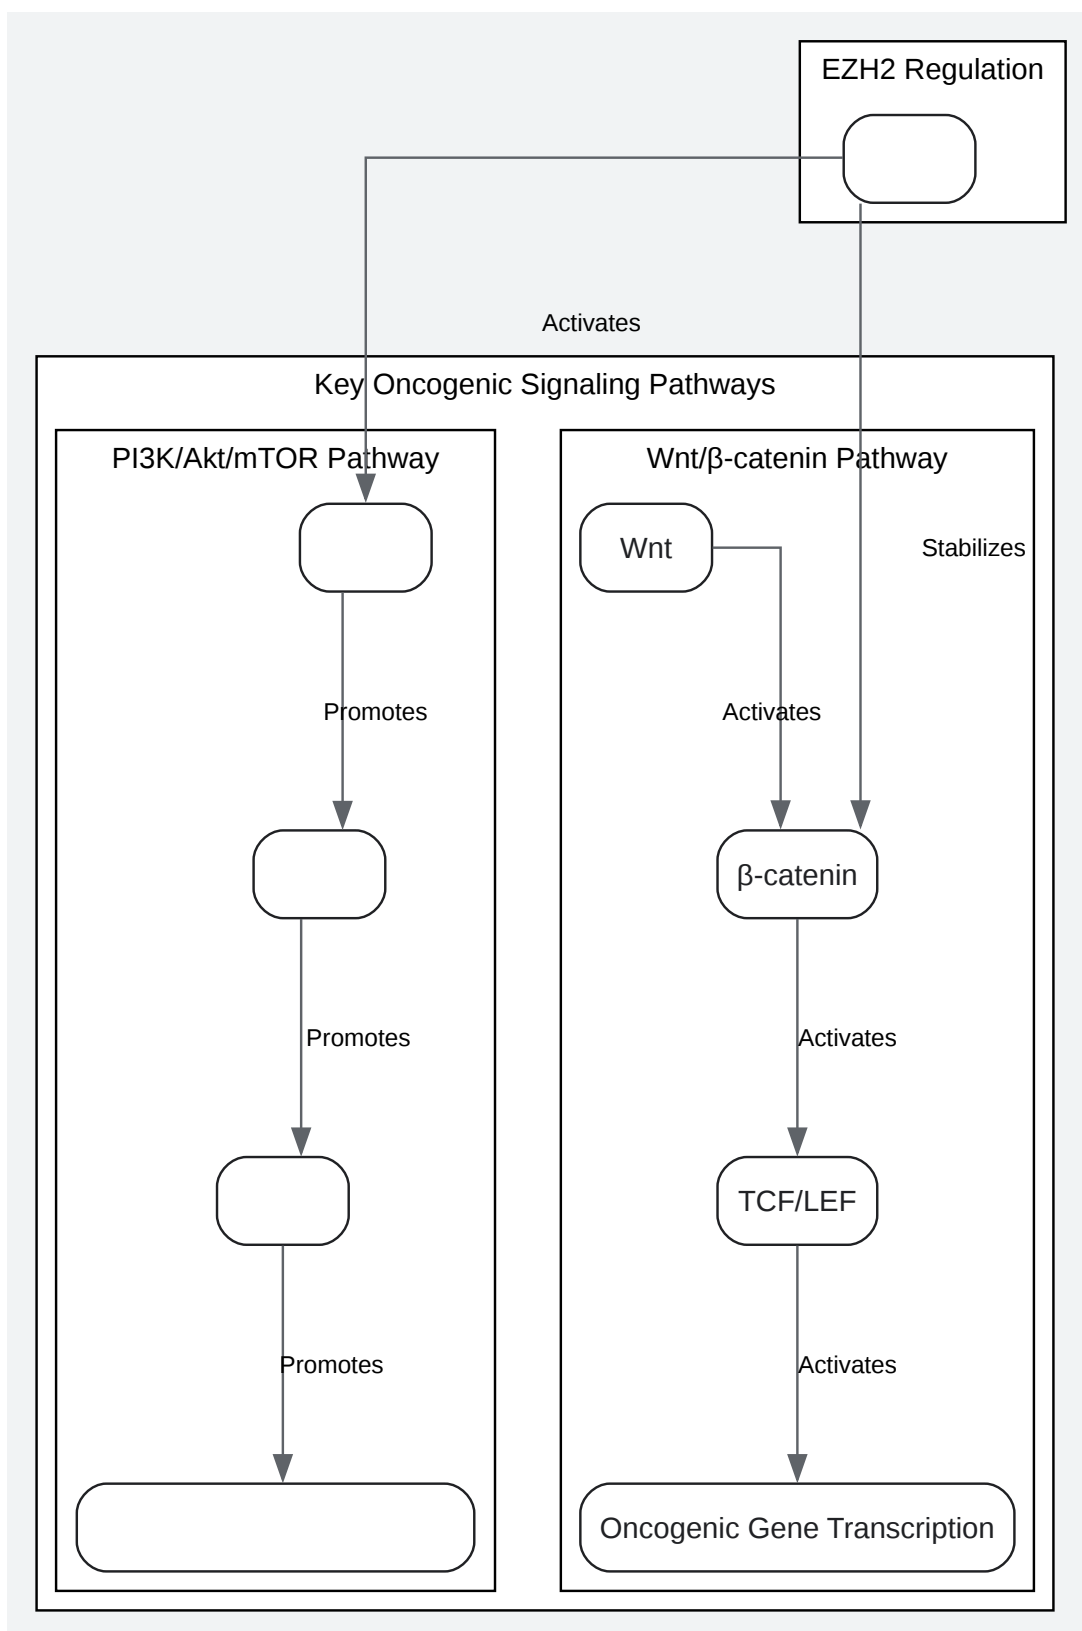 EZH2 Regulation
Activates
Key Oncogenic Signaling Pathways
PI3K/Akt/mTOR Pathway
Promotes
Promotes
Promotes
Wnt/β-catenin Pathway
Wnt
Stabilizes
Activates
β-catenin
Activates
TCF/LEF
Activates
Oncogenic Gene Transcription